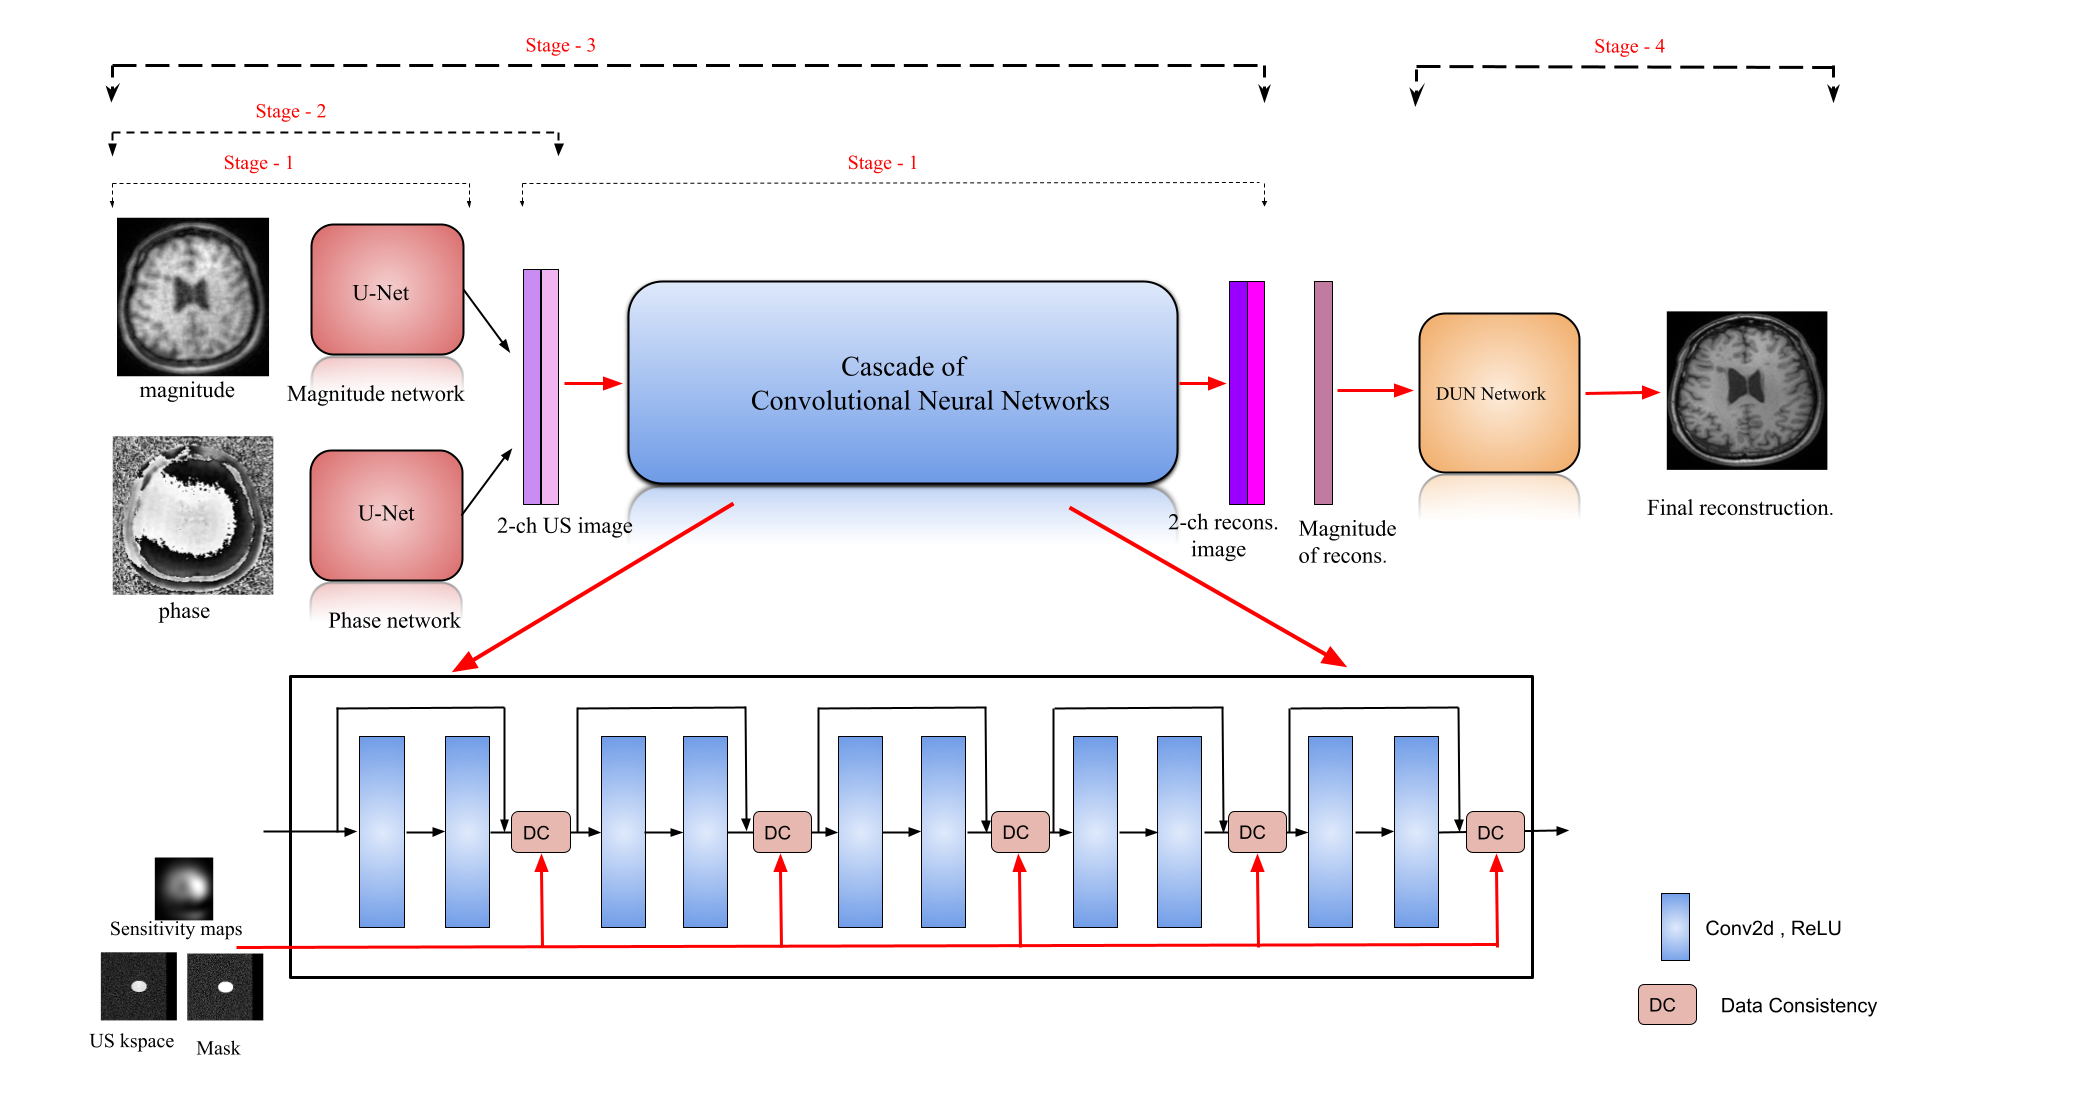 Stage - 3
Stage - 4
Stage - 2
Stage - 1
Stage - 1
U-Net
magnitude
Magnitude network
Cascade of
Convolutional Neural Networks
DUN Network
U-Net
phase
Phase network
2-ch US image
2-ch recons.
image
Magnitude
of recons.
Final reconstruction.
DC
DC
DC
DC
DC
Sensitivity maps
US kspace
Mask
Conv2d , ReLU
DC
Data Consistency